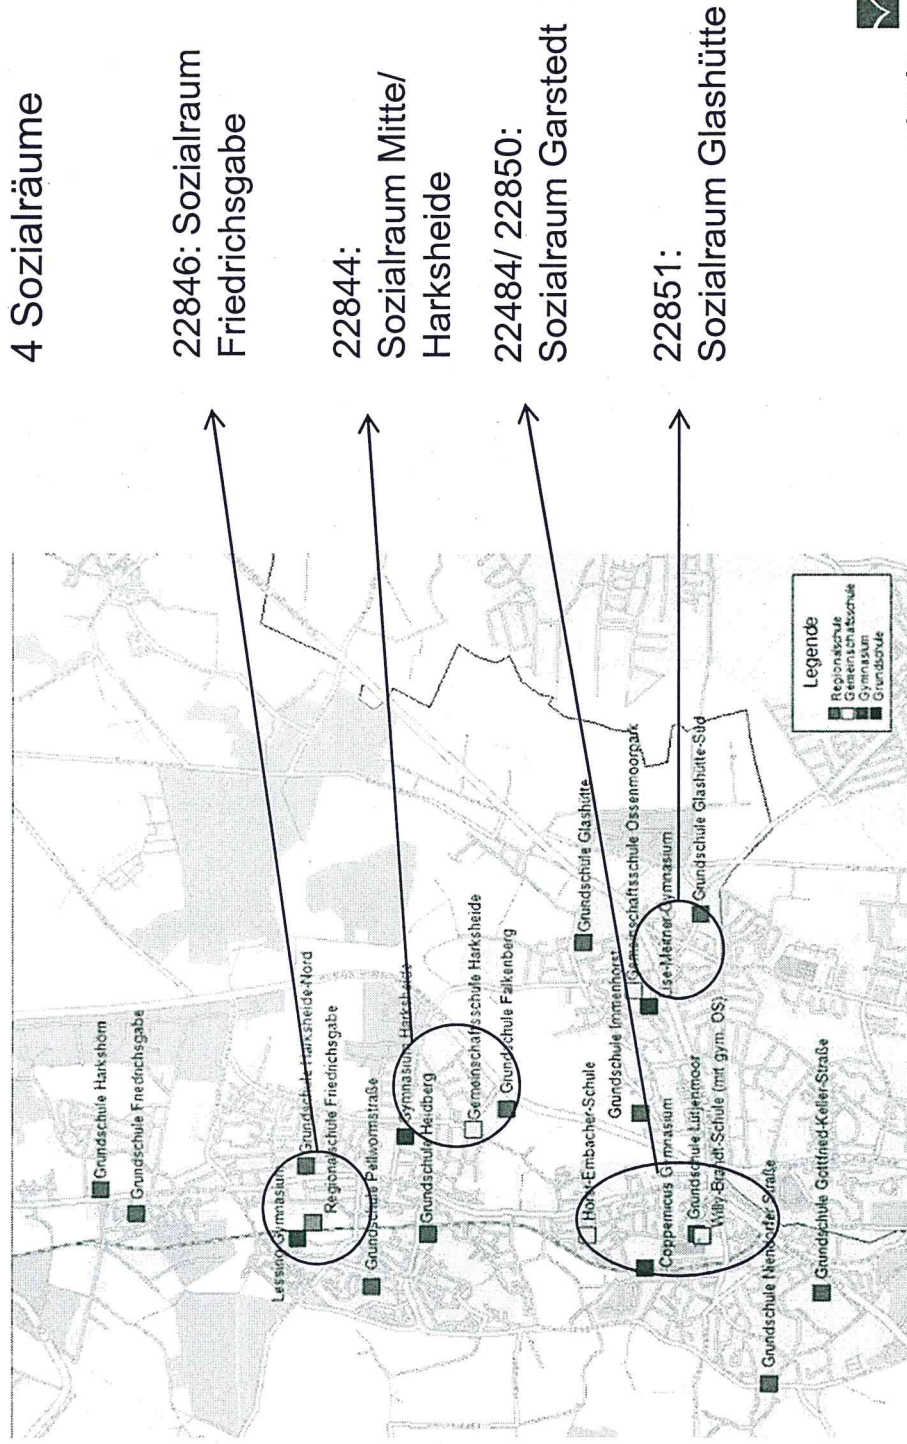 4 Sozialräume
22846: Sozialraum
Friedrichsgabe
22844:
Sozialraum Mitte/
Harksheide
22484/ 22850:
Sozialraum Garstedt
22851:
Sozialraum Glashütte
Grundschule Harkshörn
Grundschule Friedrichsgabe
Lessing-Gymnasium
Grundschule Harksheide-Nord
Regionalschule Friedrichsgabe
Grundschule Pellwormstraße
Gymnasium Harksheide
Grundschule Heidberg
Gemeinschaftsschule Harksheide
Grundschule Falkenberg
Grundschule Glashütte
Horst-Embacher-Schule
Grundschule Immenhorst
Gemeinschaftsschule Ossenmoorpark
Lise-Meitner-Gymnasium
Coppernicus Gymnasium
Grundschule Lütjenmoor
Willy-Brandt-Schule (mit gym. OS)
Grundschule Glashütte-Süd
Grundschule Niendorfer Straße
Grundschule Gottfried-Keller-Straße
Legende
Regionalschule
Gemeinschaftsschule
Gymnasium
Grundschule